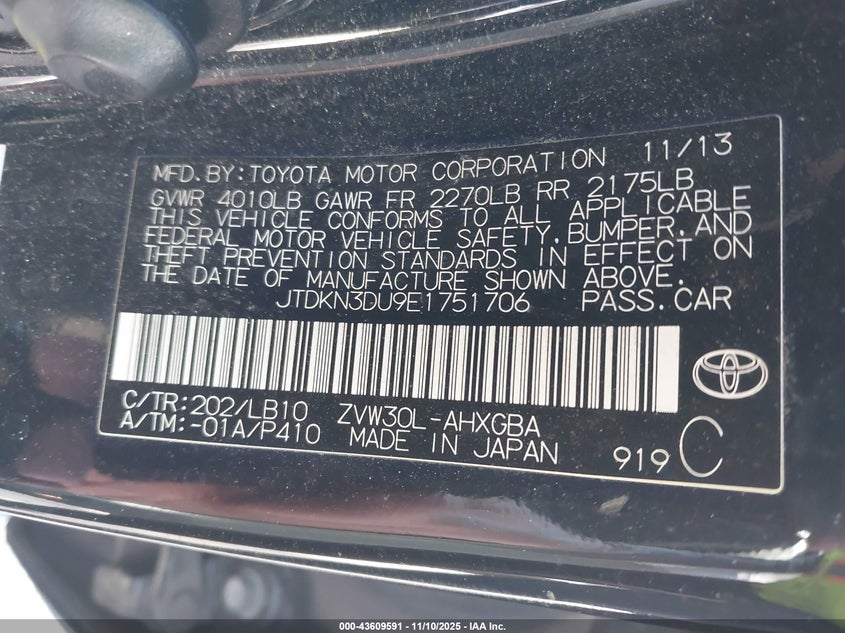 MFD.BY:TOYOTA MOTOR CORPORATION 11/13
GVWR 4010LB GAWR FR 2270LB RR 2175LB
THIS VEHICLE CONFORMS TO ALL APPLICABLE
FEDERAL MOTOR VEHICLE SAFETY,BUMPER,AND
THEFT PREVENTION STANDARDS IN EFFECT ON
THE DATE OF MANUFACTURE SHOWN ABOVE.
JTDKN3DU9E1751706 PASS.CAR
C/TR:202/LB10 ZVW30L-AHXGBA
A/TM:-01A/P410 MADE IN JAPAN 919 C
000-43609591 - 11/10/2025 - IAA Inc.